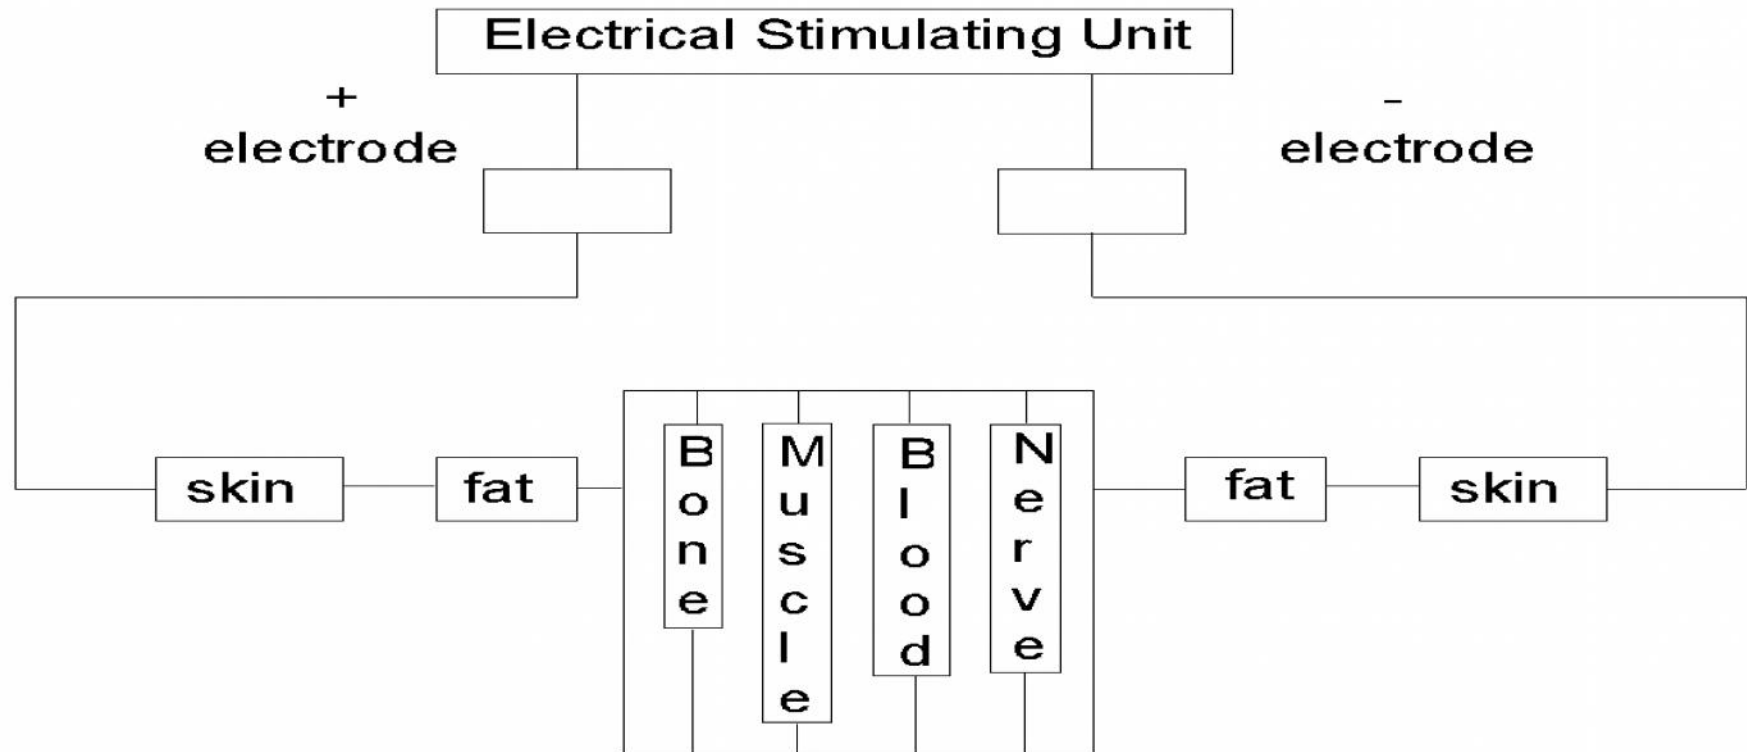 Electrical Stimulating Unit
+
electrode
-
electrode
skin
fat
Bone
Muscle
Blood
Nerve
fat
skin